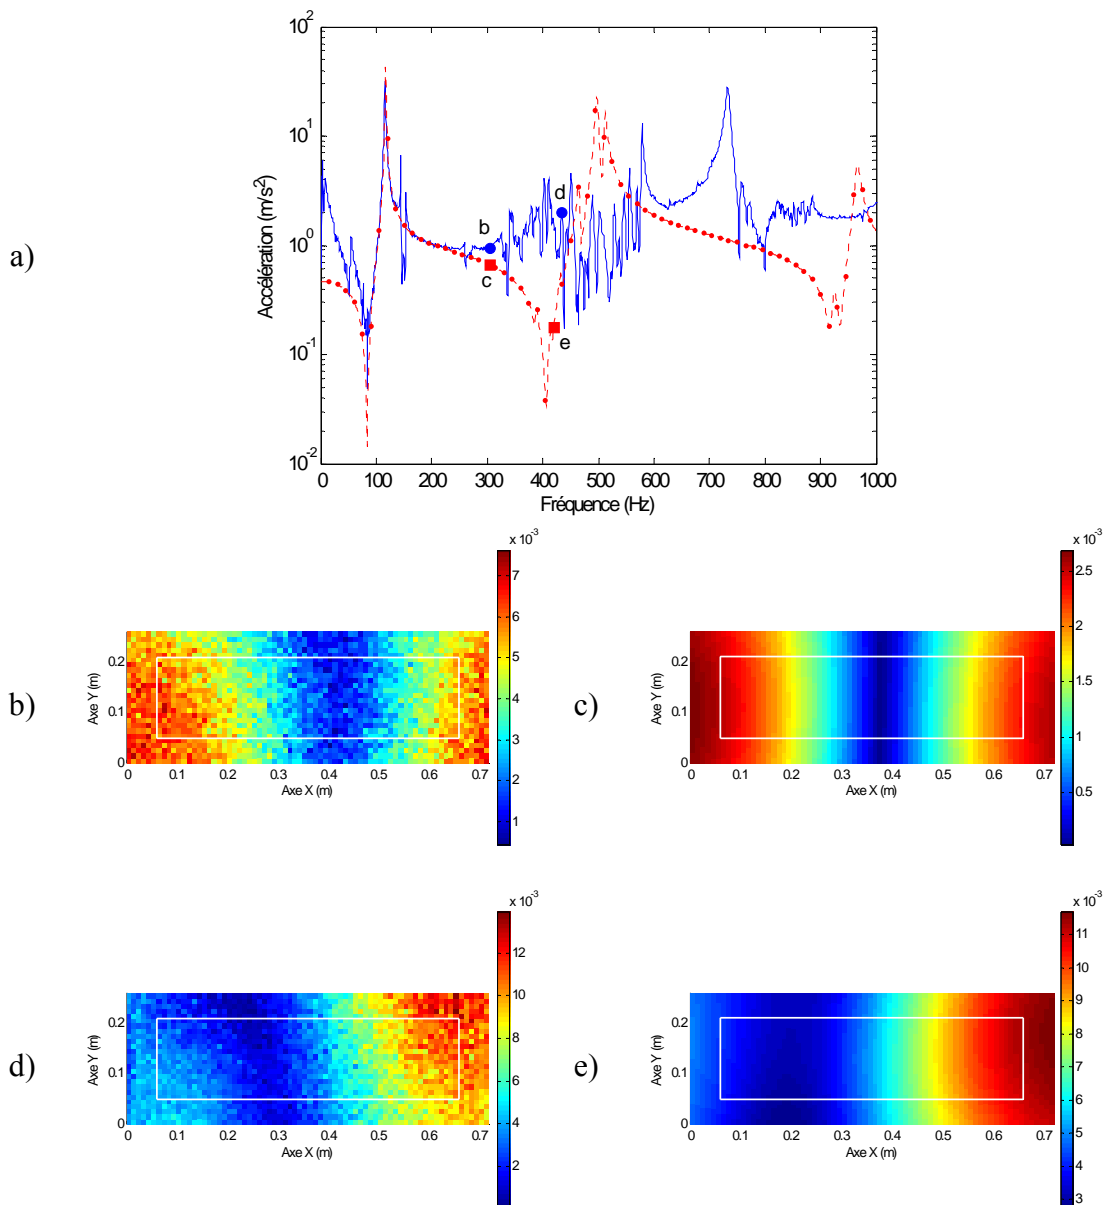 a)
Accélération (m/s²)
10²
10¹
10⁰
10⁻¹
10⁻²
b
c
d
e
0 100 200 300 400 500 600 700 800 900 1000
Fréquence (Hz)
b)
Axe Y (m)
0.2
0.1
0
0 0.1 0.2 0.3 0.4 0.5 0.6 0.7
Axe X (m)
x 10⁻³
7
6
5
4
3
2
1
c)
Axe Y (m)
0.2
0.1
0
0 0.1 0.2 0.3 0.4 0.5 0.6 0.7
Axe X (m)
x 10⁻³
2.5
2
1.5
1
0.5
d)
Axe Y (m)
0.2
0.1
0
0 0.1 0.2 0.3 0.4 0.5 0.6 0.7
Axe X (m)
x 10⁻³
12
10
8
6
4
2
e)
Axe Y (m)
0.2
0.1
0
0 0.1 0.2 0.3 0.4 0.5 0.6 0.7
Axe X (m)
x 10⁻³
11
10
9
8
7
6
5
4
3